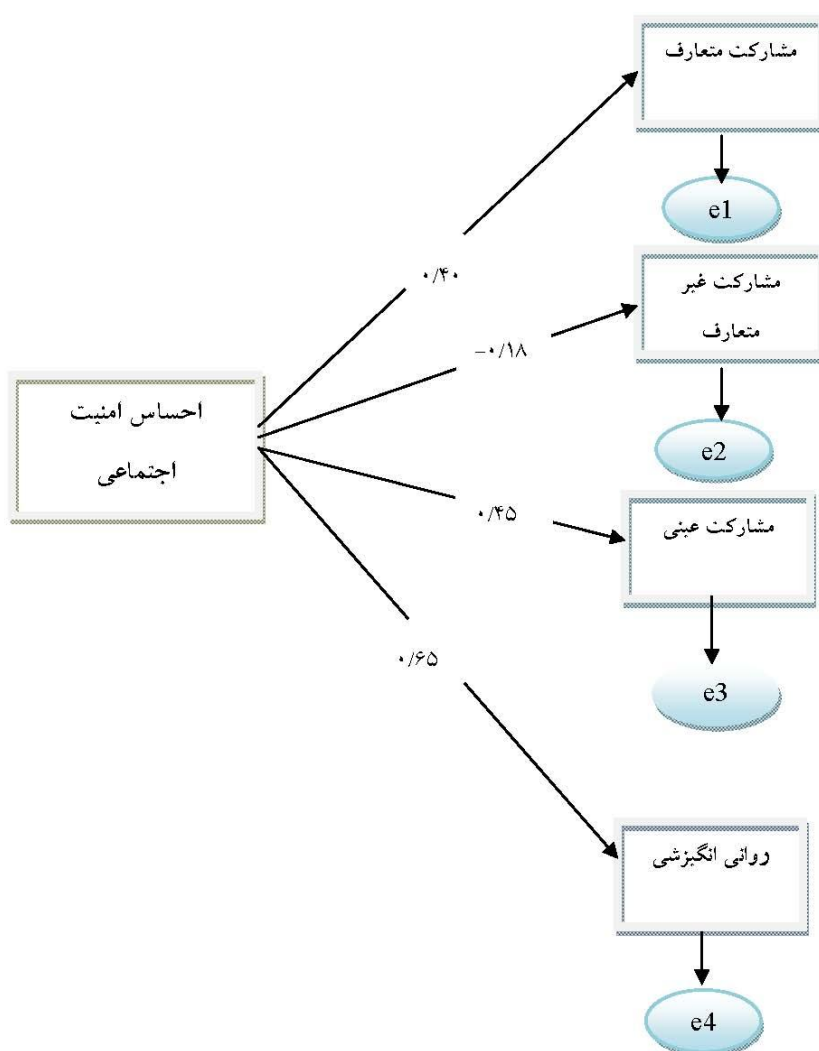 مشارکت متعارف
e1
۰/۴۰
مشارکت غیر
متعارف
–۰/۱۸
e2
احساس امنیت
اجتماعی
مشارکت عینی
۰/۴۵
e3
۰/۶۵
روانی انگیزشی
e4